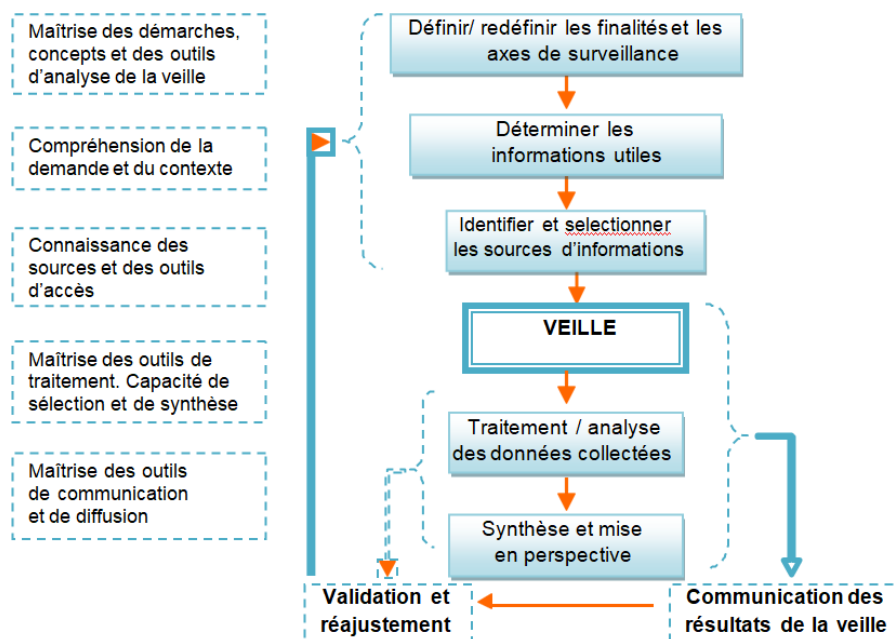 Maîtrise des démarches,
concepts et des outils
d'analyse de la veille
Compréhension de la
demande et du contexte
Connaissance des
sources et des outils
d'accès
Maîtrise des outils de
traitement. Capacité de
sélection et de synthèse
Maîtrise des outils
de communication
et de diffusion
Définir/ redéfinir les finalités et les
axes de surveillance
Déterminer les
informations utiles
Identifier et selectionner
les sources d'informations
VEILLE
Traitement / analyse
des données collectées
Synthèse et mise
en perspective
Validation et
réajustement
Communication des
résultats de la veille